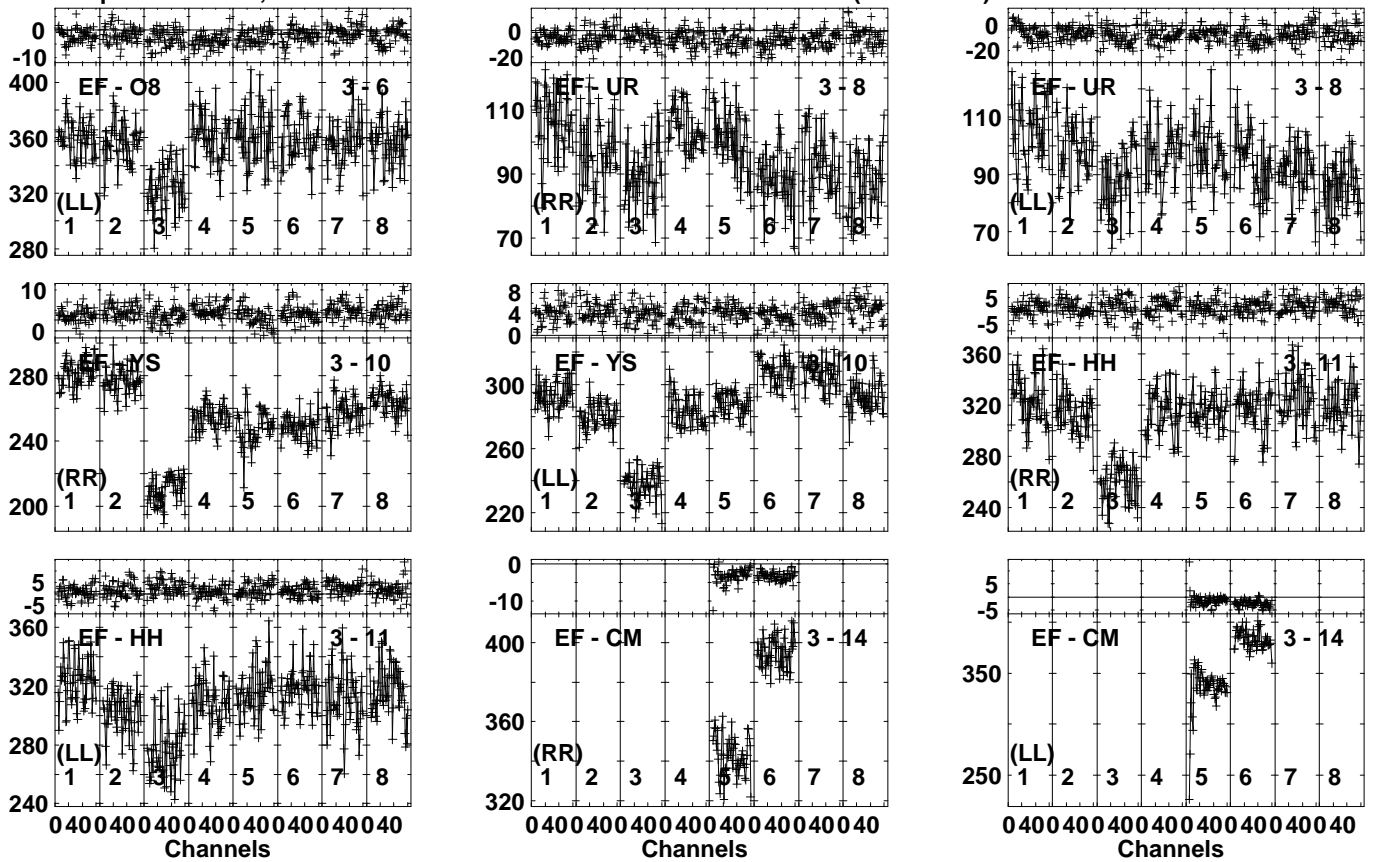 0 0 0
-10 -20 -20
400 EF - O8 3 - 6 110 EF - UR 3 - 8 110 EF - UR 3 - 8
360 90 90
320
(LL) (RR) (LL)
1 2 3 4 5 6 7 8 1 2 3 4 5 6 7 8 1 2 3 4 5 6 7 8
280 70 70
10 8 5
0 4 -5
0
280 EF - YS 3 - 10 300 EF - YS 3 - 10 360 EF - HH 3 - 11
240 260 320
280
(RR) (LL) (RR)
1 2 3 4 5 6 7 8 1 2 3 4 5 6 7 8 1 2 3 4 5 6 7 8
200 220 240
5 0 5
-5 -10 -5
360 EF - HH 3 - 11 400 EF - CM 3 - 14 EF - CM 3 - 14
320 360 350
280
(LL) (RR) (LL)
1 2 3 4 5 6 7 8 1 2 3 4 5 6 7 8 1 2 3 4 5 6 7 8
240 320 250
0 40 0 40 0 40 0 40 0 40 0 40 0 40 0 40 0 40 0 40 0 40 0 40 0 40 0 40 0 40 0 40 0 40 0 40 0 40 0 40 0 40 0 40 0 40 0 40
Channels Channels Channels